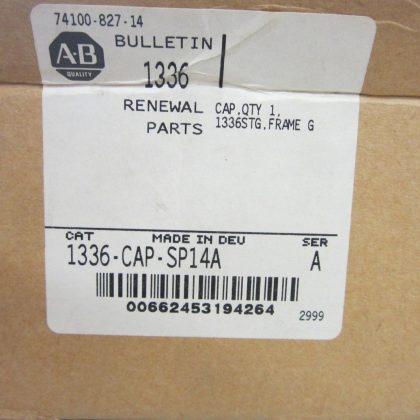 74100-827-14
A-B
QUALITY
BULLETIN
1336
RENEWAL PARTS
CAP,QTY 1,
1336STG,FRAME G
CAT MADE IN DEU SER
1336-CAP-SP14A A
00662453194264
2999